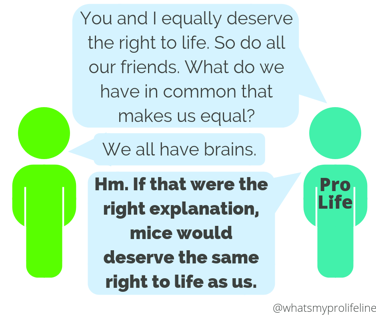 You and I equally deserve
the right to life. So do all
our friends. What do we
have in common that
makes us equal?
We all have brains.
Hm. If that were the
right explanation,
mice would
deserve the same
right to life as us.
Pro
Life
@whatsmyprolifeline